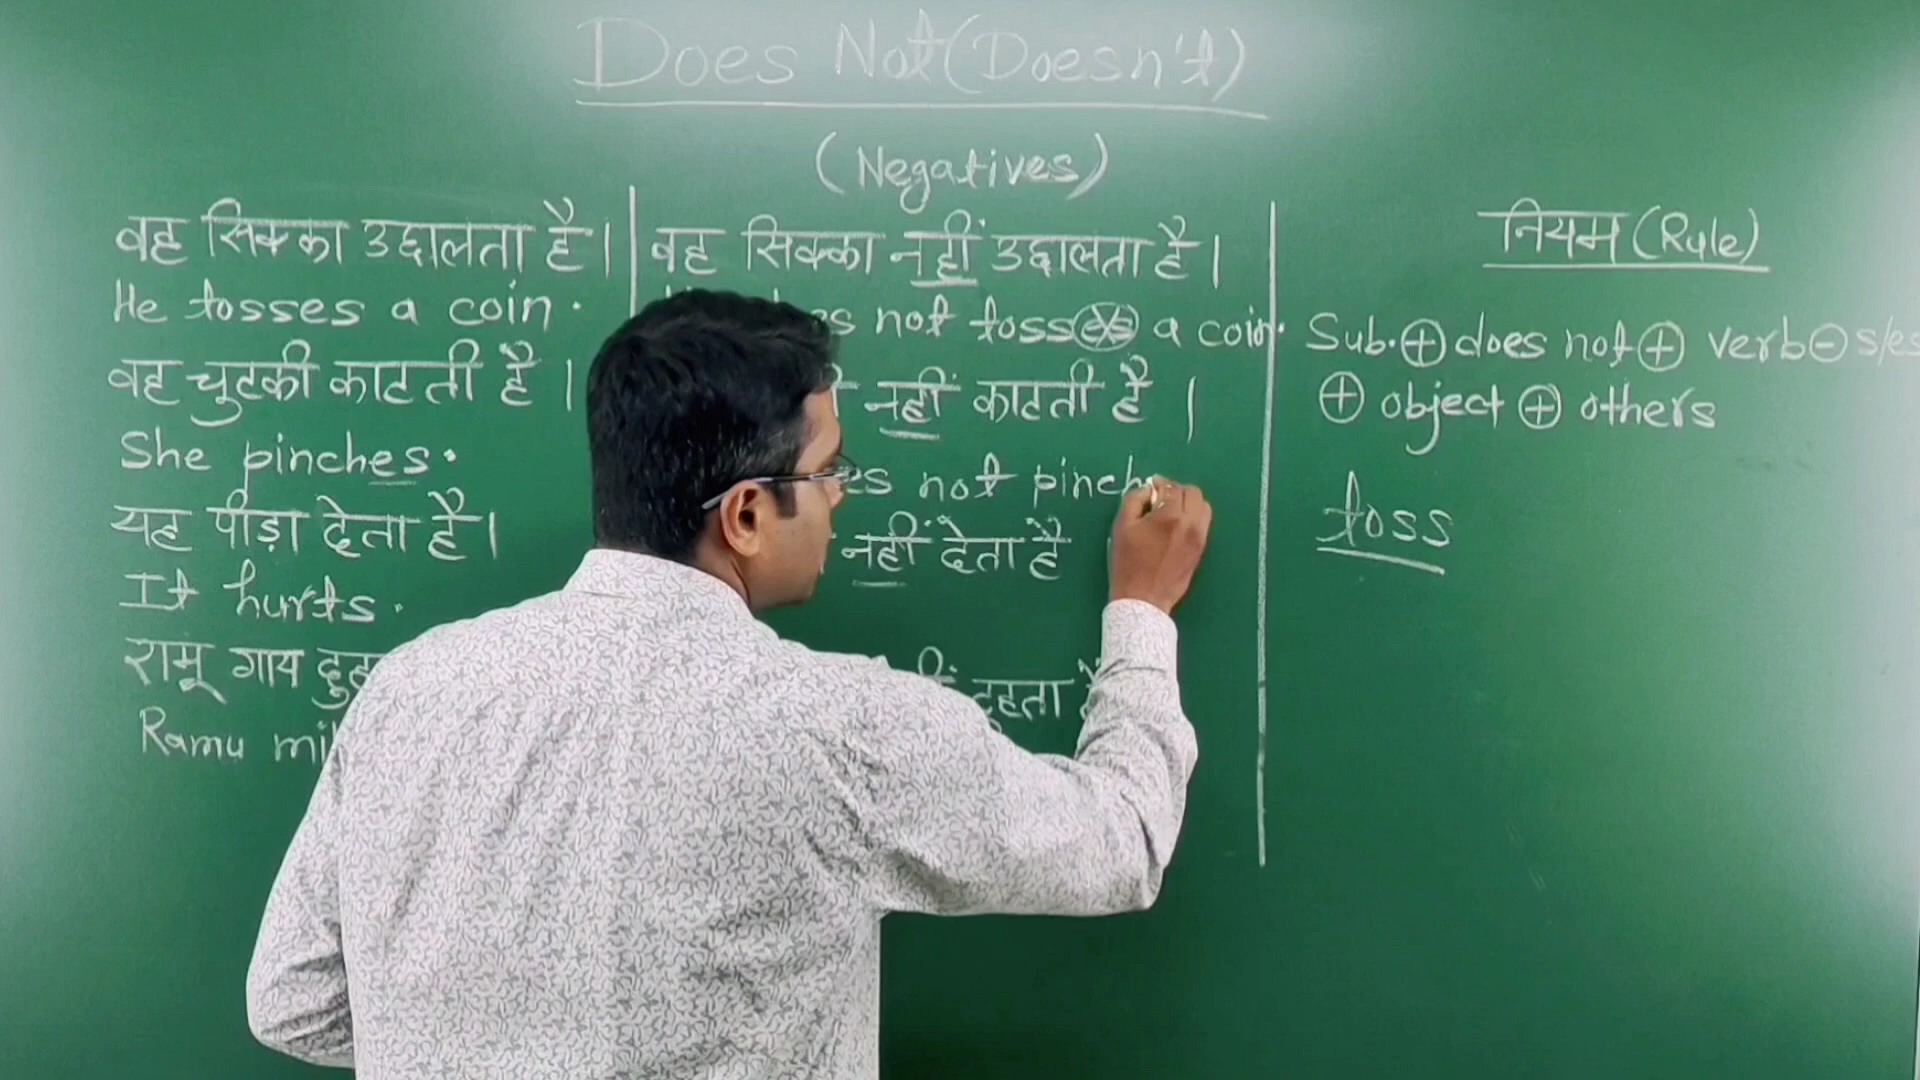 Does Not (Doesn't)
(Negatives)
वह सिक्का उछालता है।
He tosses a coin.
वह चुटकी काटती है।
She pinches.
यह पीड़ा देता है।
It hurts.
रामू गाय
Ramu
वह सिक्का नहीं उछालता है।
not tosses a coin.
नहीं काटती है।
not pinch
नहीं देता है
दूहता
नियम (Rule)
Sub. + does not + verb - s/es
+ object + others
toss